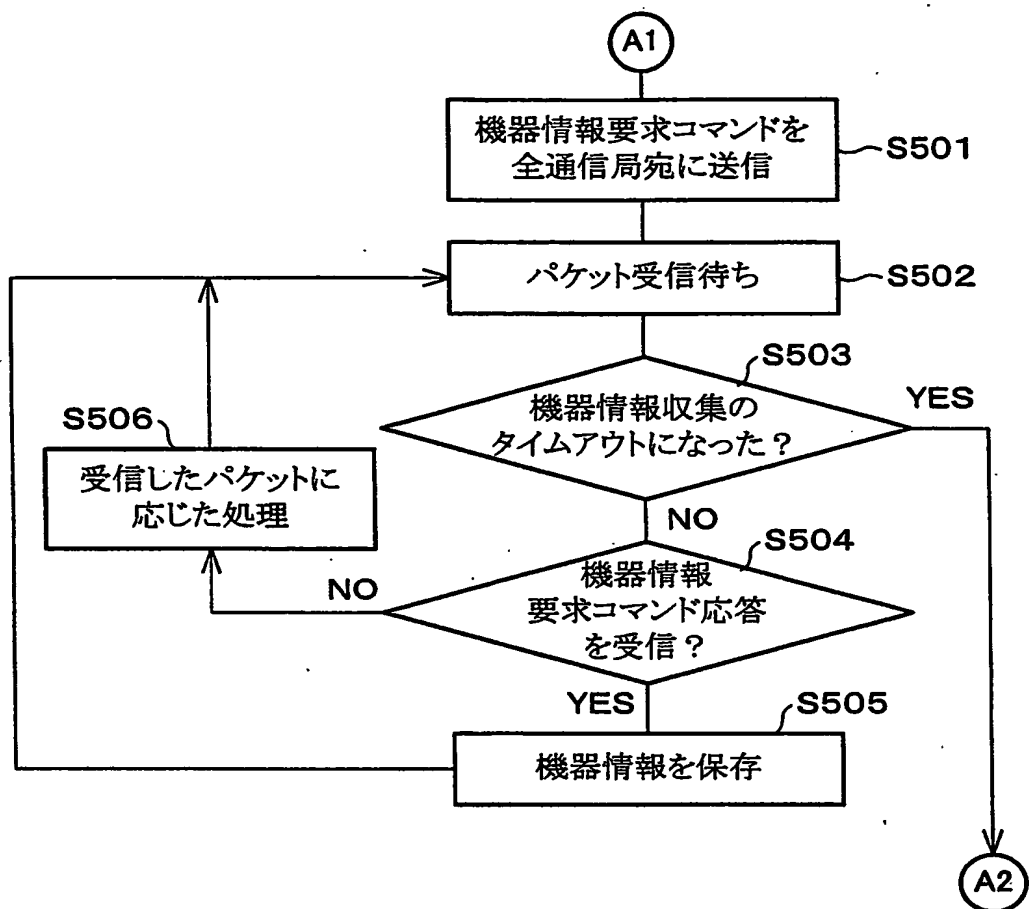 A1
機器情報要求コマンドを
全通信局宛に送信
S501
パケット受信待ち
S502
S503
機器情報収集の
タイムアウトになった?
YES
NO
S506
受信したパケットに
応じた処理
S504
機器情報
要求コマンド応答
を受信?
NO
YES
S505
機器情報を保存
A2